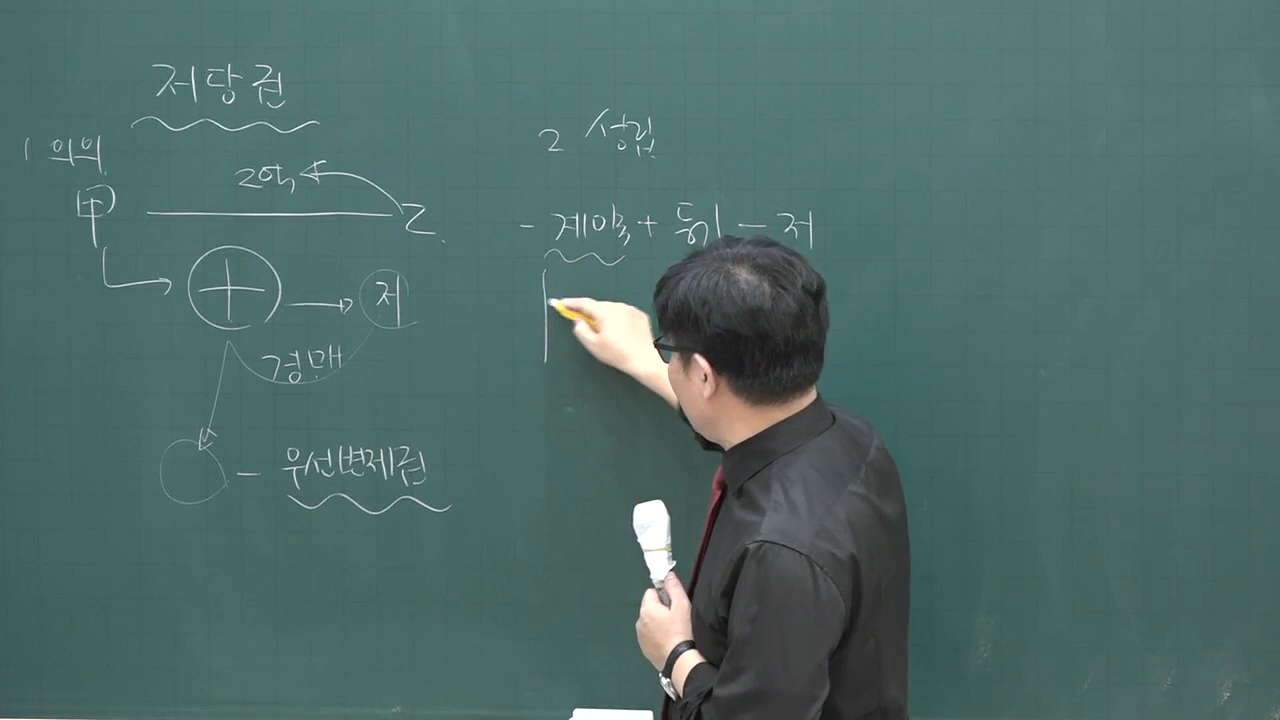 저당권
1 의의
2억
甲 乙
저
경매
- 우선변제권
2. 성립
- 계약 + 등기 - 저